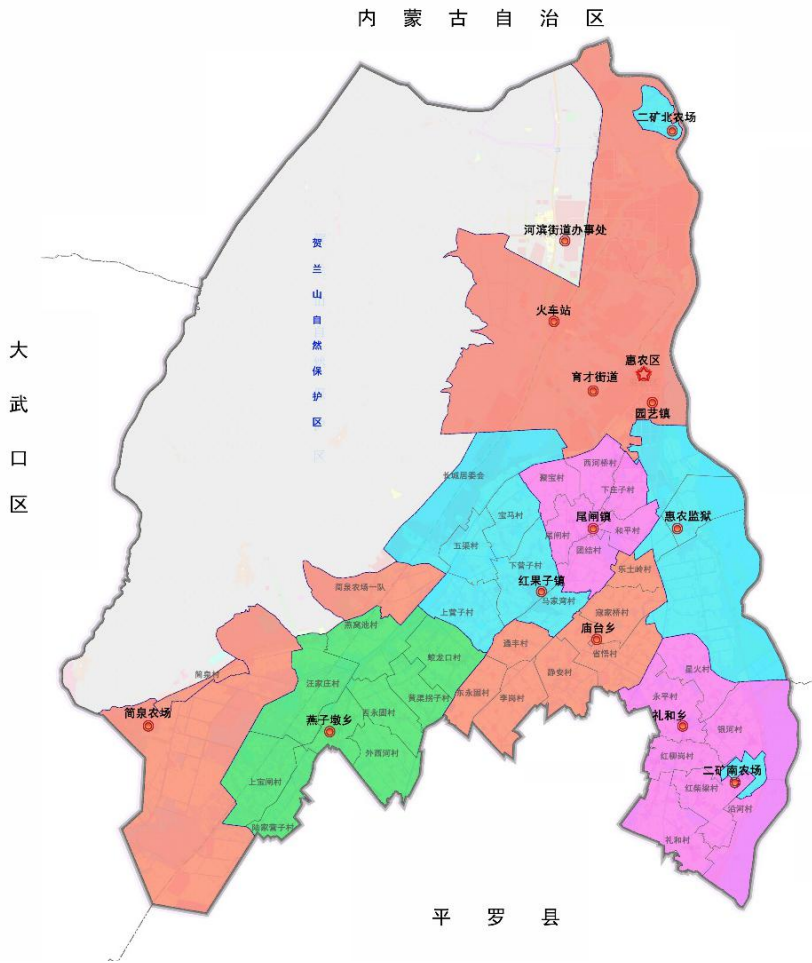 内蒙古自治区
二矿北农场
河滨街道办事处
贺兰山自然保护区
火车站
大武口区
惠农区
育才街道
园艺镇
西河桥村
长城居委会
聚宝村
下庄子村
宝马村
尾闸镇
惠农监狱
尾闸村
和平村
五渠村
团结村
下营子村
乐土岭村
简泉农场一队
红果子镇
上营子村
马家湾村
寇家桥村
燕窝池村
庙台乡
通丰村
省悟村
蛟龙口村
静安村
星火村
简泉村
汪家庄村
东永固村
李岗村
黄渠拐子村
永平村
简泉农场
燕子墩乡
西永固村
礼和乡
银河村
外西河村
红柳岗村
二矿南农场
上宝闸村
红柴梁村
沿河村
陆家营子村
礼和村
平罗县